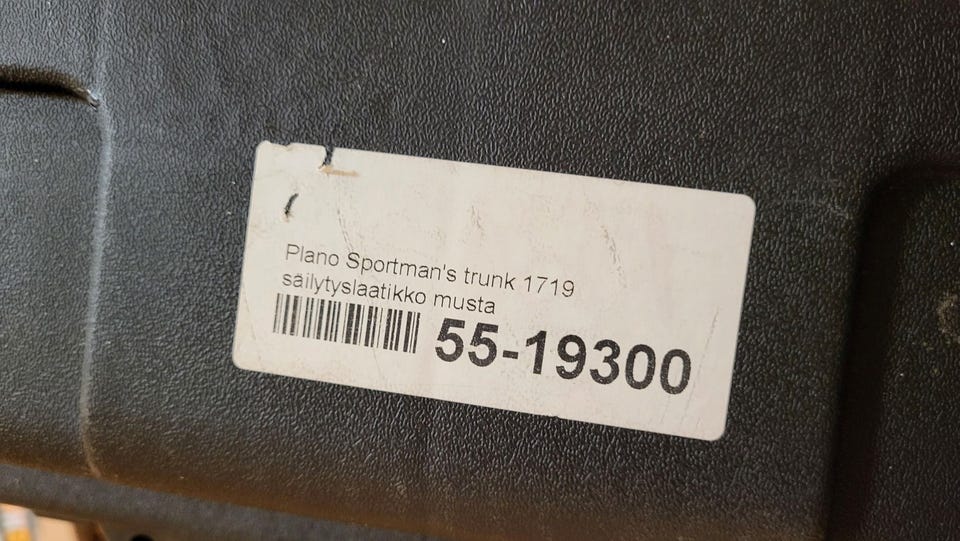 Plano Sportman's trunk 1719
säilytyslaatikko musta
55-19300